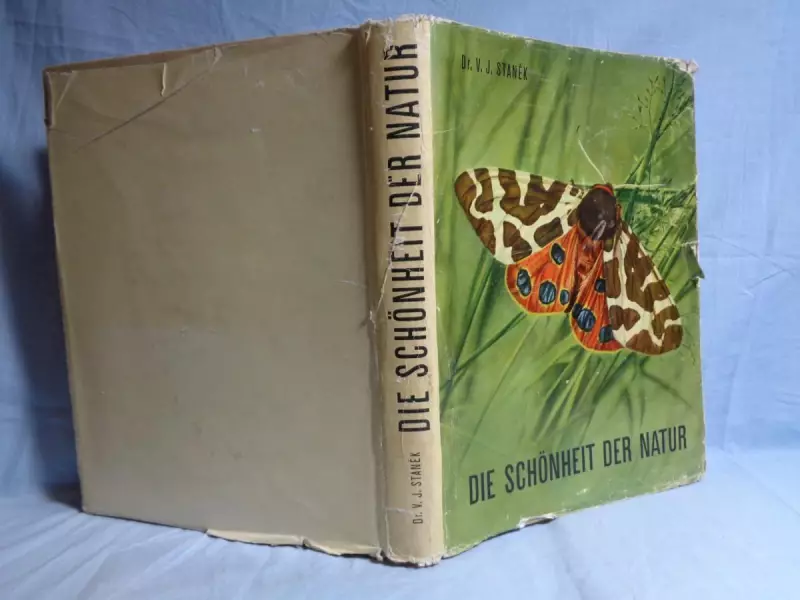 Dr. V. J. STANĚK
DIE SCHÖNHEIT DER NATUR
DIE SCHÖNHEIT DER NATUR
Dr. V. J. STANĚK